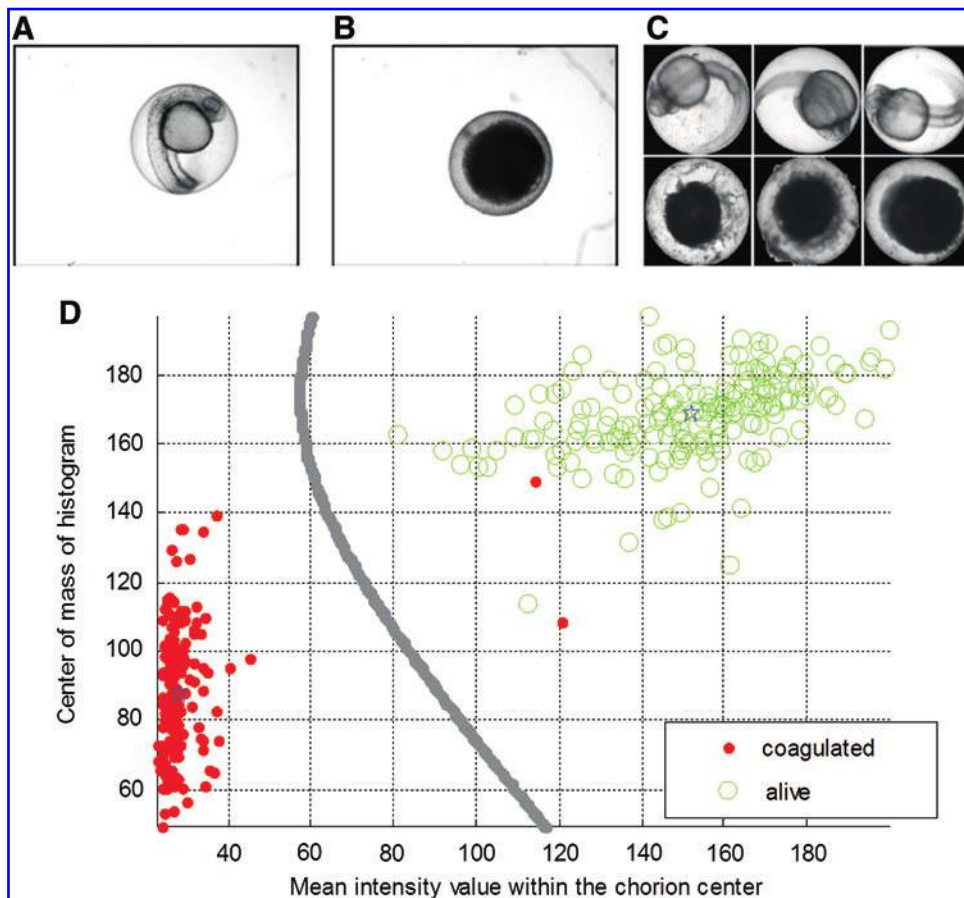 A
B
C
D
180
160
140
120
100
80
60
Center of mass of histogram
40
60
80
100
120
140
160
180
Mean intensity value within the chorion center
coagulated
alive